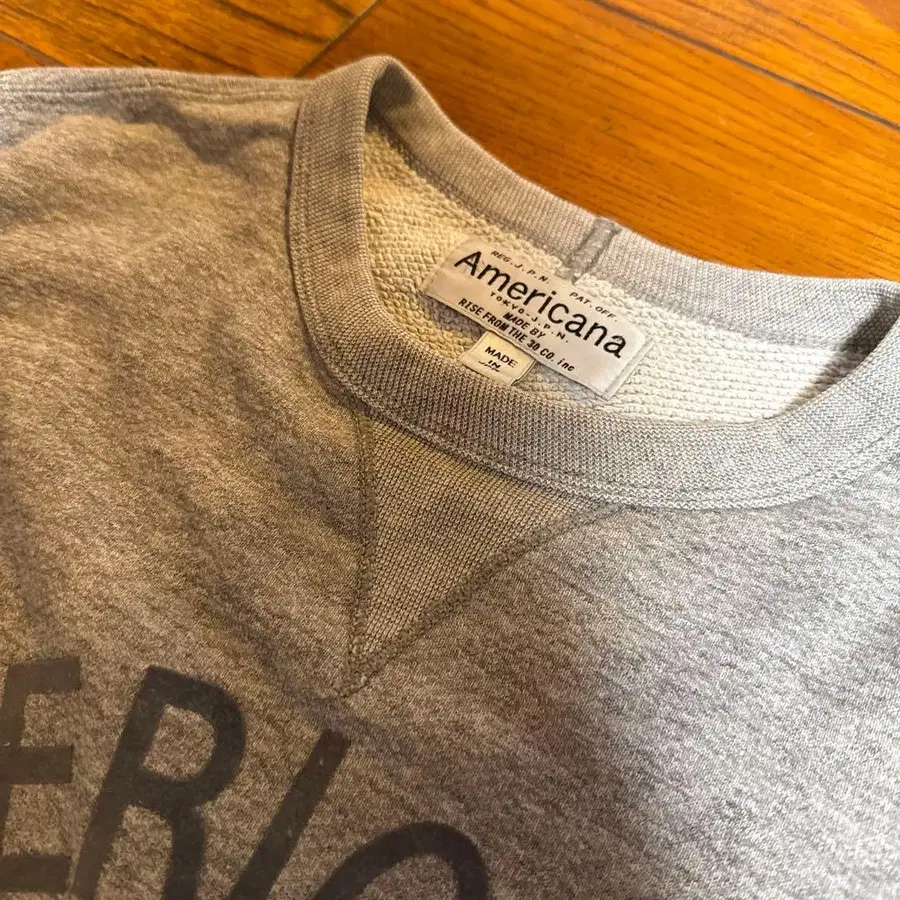 REG. J. P. N. PAT. OFF.
Americana
TOKYO - J. P. N.
MADE BY
RISE FROM THE 30 CO. inc
MADE
IN
ERIC